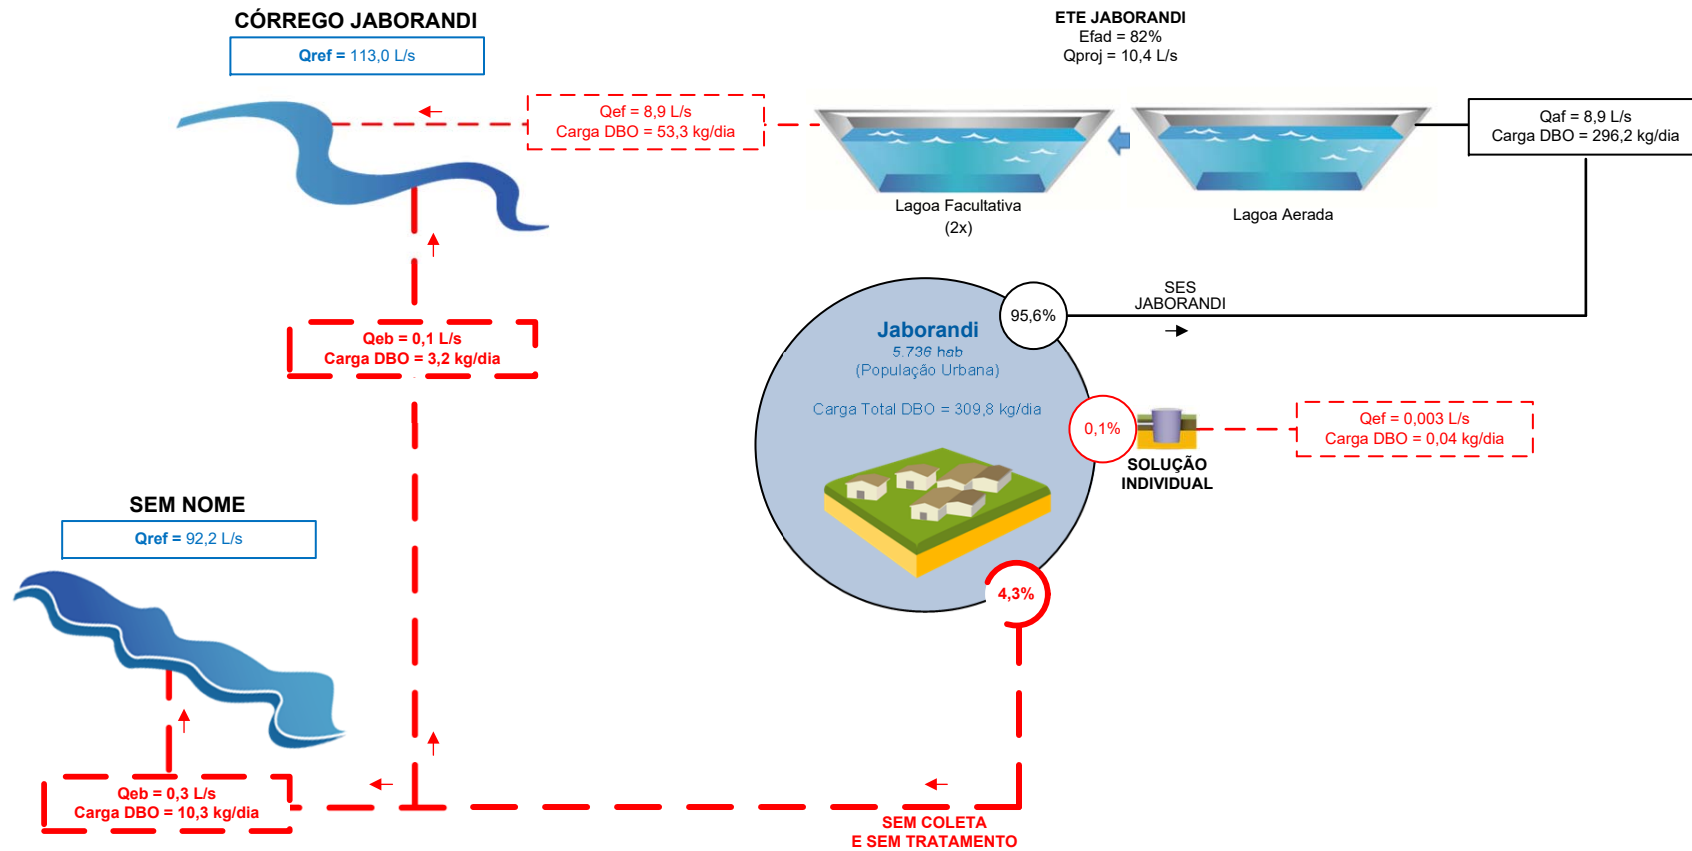 CÓRREGO JABORANDI
Qref = 113,0 L/s
ETE JABORANDI
Efad = 82%
Qproj = 10,4 L/s
Qef = 8,9 L/s
Carga DBO = 53,3 kg/dia
Qaf = 8,9 L/s
Carga DBO = 296,2 kg/dia
Lagoa Facultativa
(2x)
Lagoa Aerada
SES
JABORANDI
95,6%
Jaborandi
5.736 hab
(População Urbana)
Carga Total DBO = 309,8 kg/dia
Qeb = 0,1 L/s
Carga DBO = 3,2 kg/dia
0,1%
Qef = 0,003 L/s
Carga DBO = 0,04 kg/dia
SOLUÇÃO
INDIVIDUAL
SEM NOME
Qref = 92,2 L/s
4,3%
Qeb = 0,3 L/s
Carga DBO = 10,3 kg/dia
SEM COLETA
E SEM TRATAMENTO